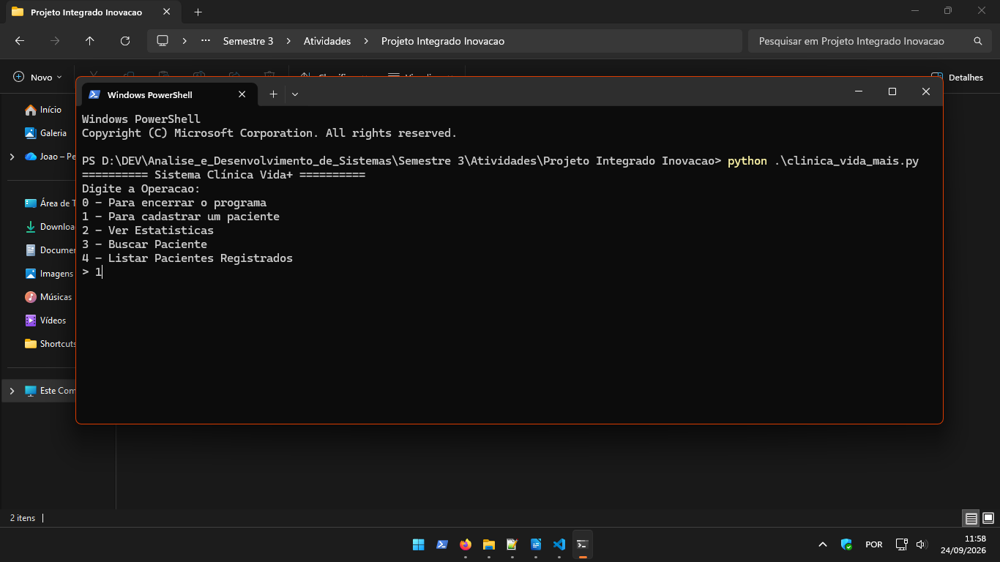 Projeto Integrado Inovacao
Semestre 3
Atividades
Projeto Integrado Inovacao
Pesquisar em Projeto Integrado Inovacao
Novo
Detalhes
Início
Galeria
Joao – Pe
Área de T
Downloa
Documen
Imagens
Músicas
Vídeos
Shortcuts
Este Com
Windows PowerShell
Windows PowerShell
Copyright (C) Microsoft Corporation. All rights reserved.
PS D:\DEV\Analise_e_Desenvolvimento_de_Sistemas\Semestre 3\Atividades\Projeto Integrado Inovacao> python .\clinica_vida_mais.py
========== Sistema Clínica Vida+ ==========
Digite a Operacao:
0 - Para encerrar o programa
1 - Para cadastrar um paciente
2 - Ver Estatisticas
3 - Buscar Paciente
4 - Listar Pacientes Registrados
> 1
2 itens
POR
11:58
24/09/2026